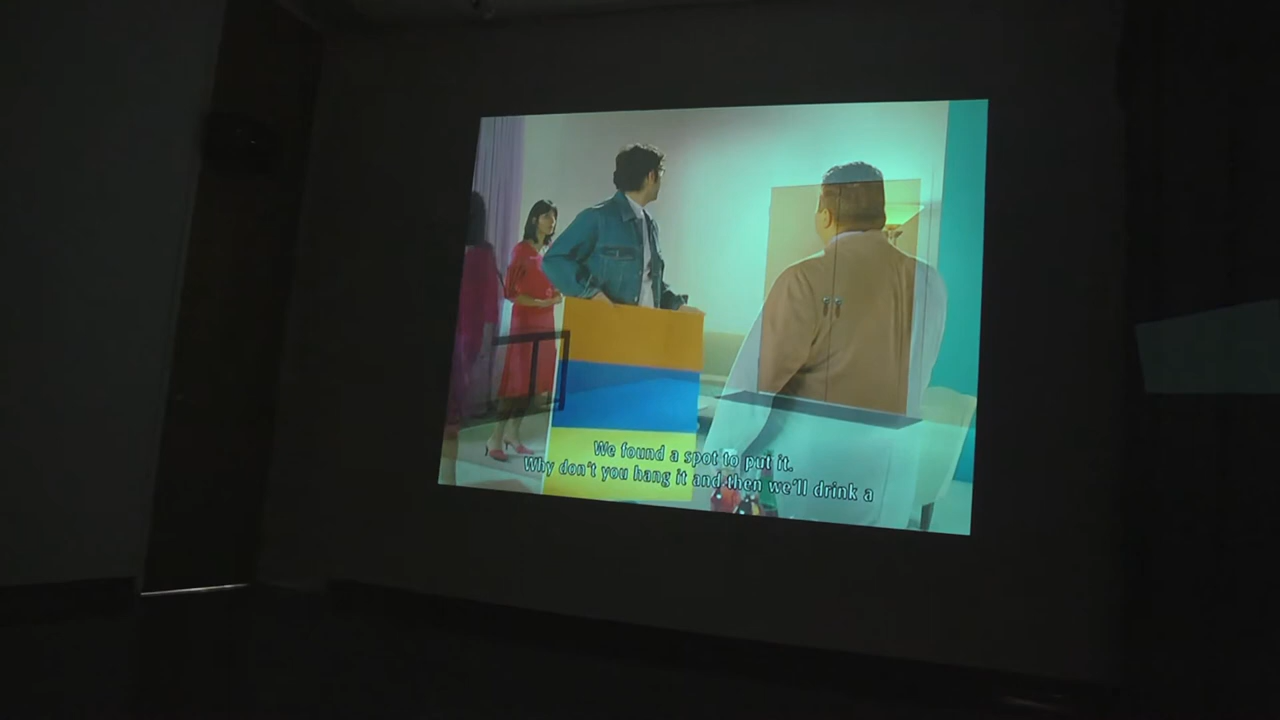 We found a spot to put it.
Why don't you hang it and then we'll drink a